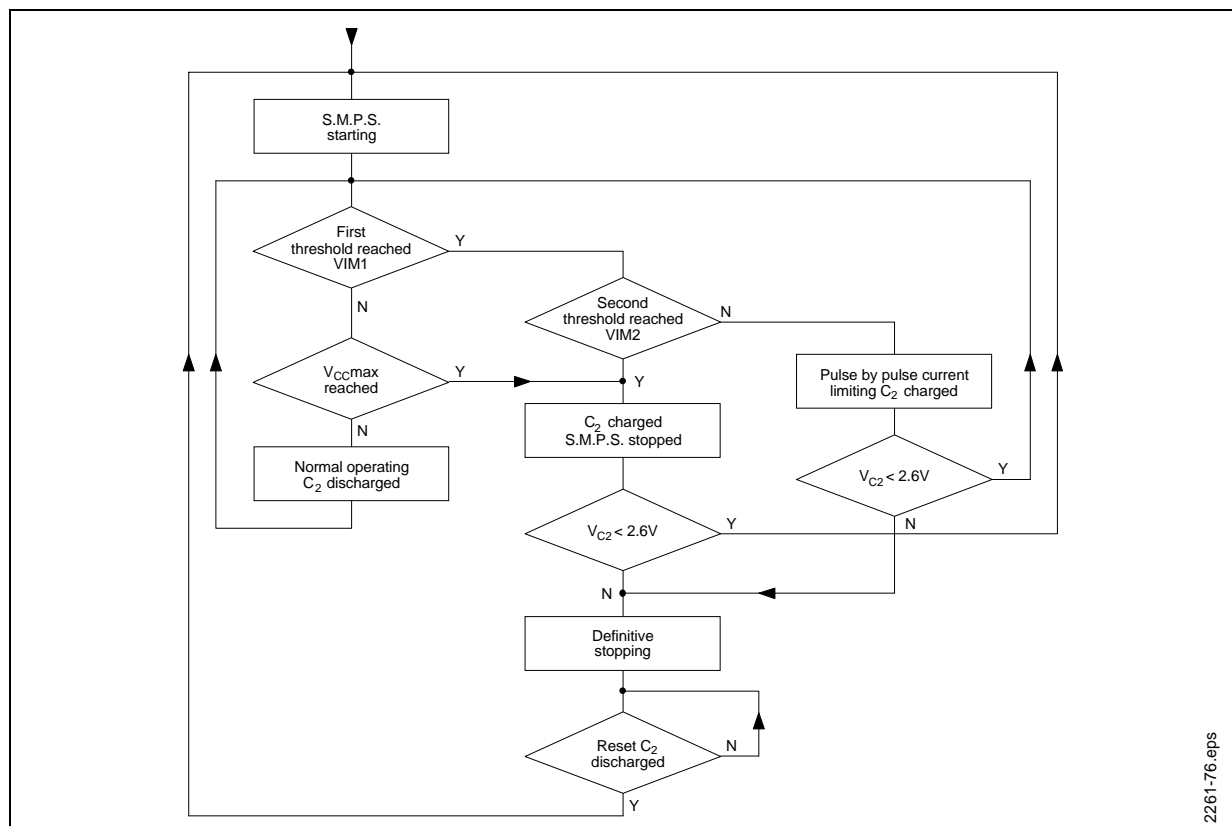 S.M.P.S.
starting
First
threshold reached
VIM1
Y
N
Second
threshold reached
VIM2
N
Y
VCCmax
reached
Y
N
Pulse by pulse current
limiting C2 charged
C2 charged
S.M.P.S. stopped
Normal operating
C2 discharged
VC2 < 2.6V
Y
N
VC2 < 2.6V
Y
N
Definitive
stopping
Reset C2
discharged
N
Y
2261-76.eps